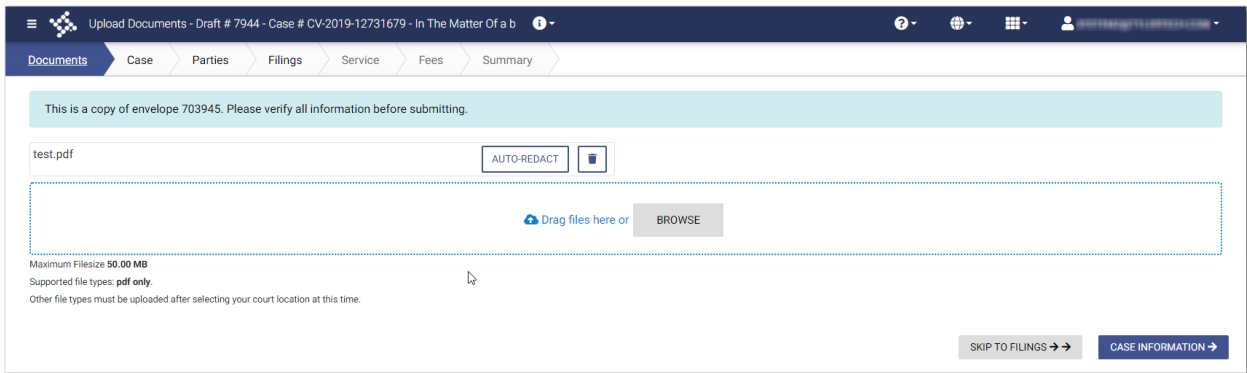 Upload Documents - Draft # 7944 - Case # CV-2019-12731679 - In The Matter Of a b
Documents Case Parties Filings Service Fees Summary
This is a copy of envelope 703945. Please verify all information before submitting.
test.pdf AUTO-REDACT
Drag files here or BROWSE
Maximum Filesize 50.00 MB
Supported file types: pdf only.
Other file types must be uploaded after selecting your court location at this time.
SKIP TO FILINGS CASE INFORMATION